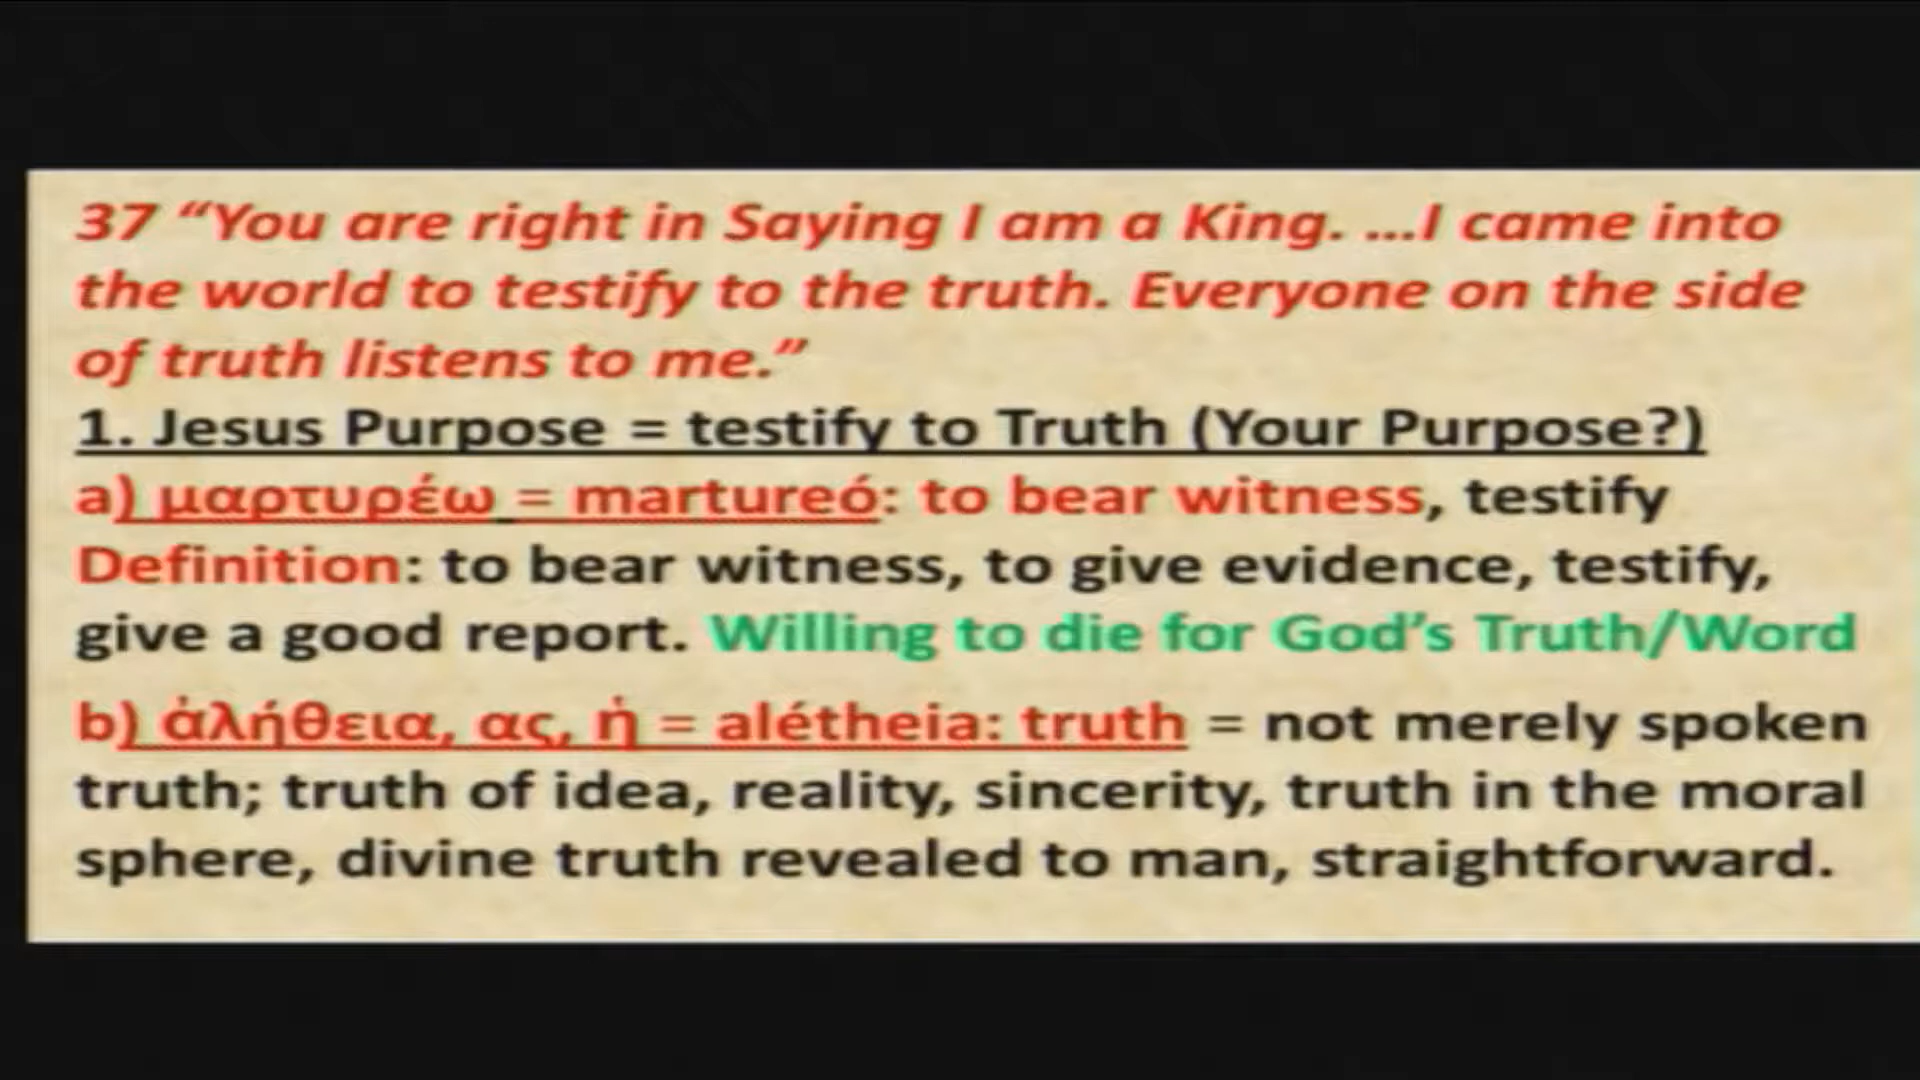 37 “You are right in Saying I am a King. ...I came into
the world to testify to the truth. Everyone on the side
of truth listens to me.”
1. Jesus Purpose = testify to Truth (Your Purpose?)
a) μαρτυρέω = martureó: to bear witness, testify
Definition: to bear witness, to give evidence, testify,
give a good report. Willing to die for God’s Truth/Word
b) ἀλήθεια, ας, ἡ = alétheia: truth = not merely spoken
truth; truth of idea, reality, sincerity, truth in the moral
sphere, divine truth revealed to man, straightforward.